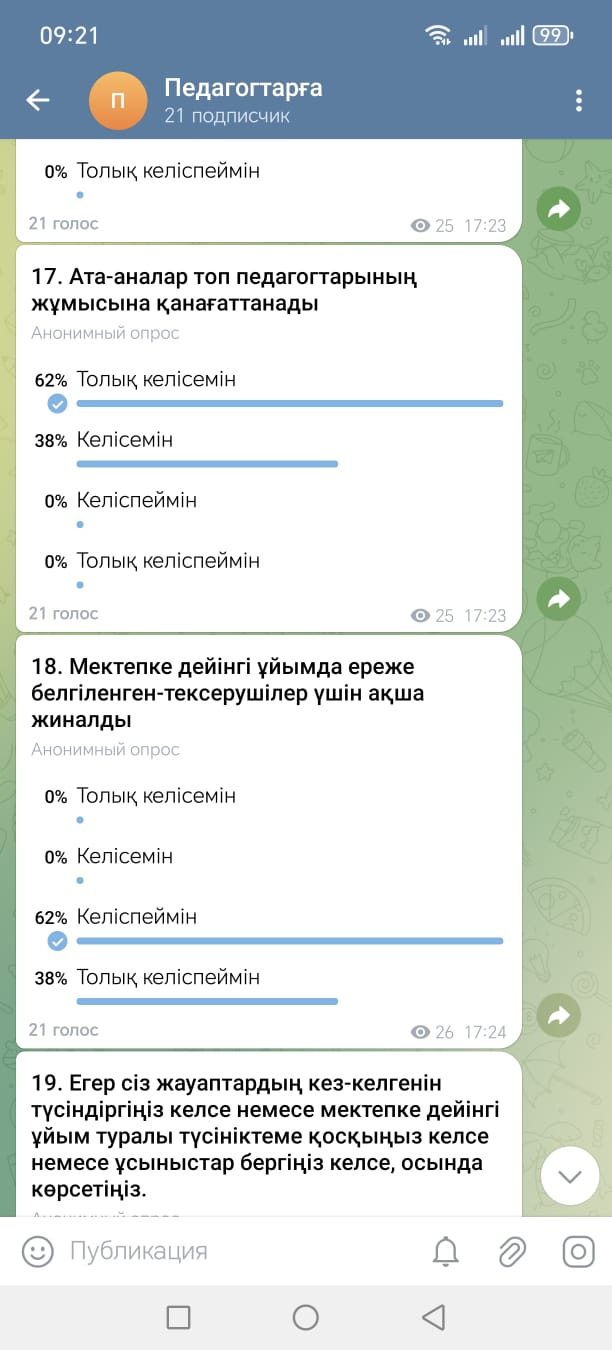 09:21
99
П
Педагогтарға
21 подписчик
0% Толық келіспеймін
21 голос
25 17:23
17. Ата-аналар топ педагогтарының
жұмысына қанағаттанады
Анонимный опрос
62% Толық келісемін
38% Келісемін
0% Келіспеймін
0% Толық келіспеймін
21 голос
25 17:23
18. Мектепке дейінгі ұйымда ереже
белгіленген-тексерушілер үшін ақша
жиналды
Анонимный опрос
0% Толық келісемін
0% Келісемін
62% Келіспеймін
38% Толық келіспеймін
21 голос
26 17:24
19. Егер сіз жауаптардың кез-келгенін
түсіндіргіңіз келсе немесе мектепке дейінгі
ұйым туралы түсініктеме қосқыңыз келсе
немесе ұсыныстар бергіңіз келсе, осында
көрсетіңіз.
Публикация